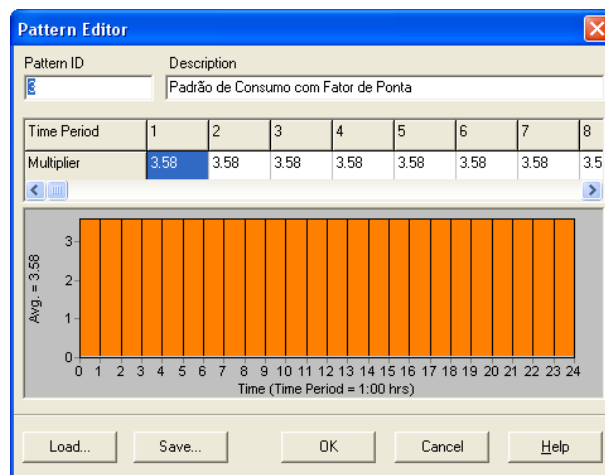 Pattern Editor
Pattern ID Description
3 Padrão de Consumo com Fator de Ponta
Time Period 1 2 3 4 5 6 7 8
Multiplier 3.58 3.58 3.58 3.58 3.58 3.58 3.58 3.5
Avg. = 3.58
3
2
1
0
0 1 2 3 4 5 6 7 8 9 10 11 12 13 14 15 16 17 18 19 20 21 22 23 24
Time (Time Period = 1:00 hrs)
Load... Save... OK Cancel Help